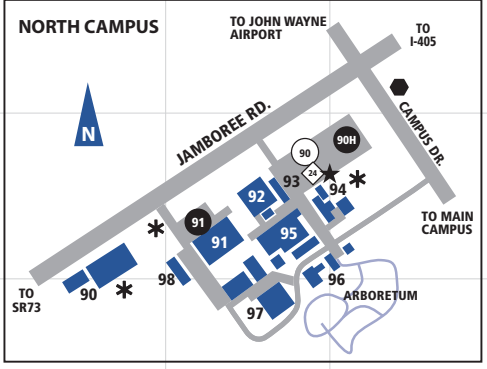 NORTH CAMPUS
TO JOHN WAYNE
AIRPORT
TO
I-405
JAMBOREE RD.
CAMPUS DR.
N
90
90H
24
93
94
92
91
91
95
TO MAIN
CAMPUS
98
90
96
ARBORETUM
TO
SR73
97